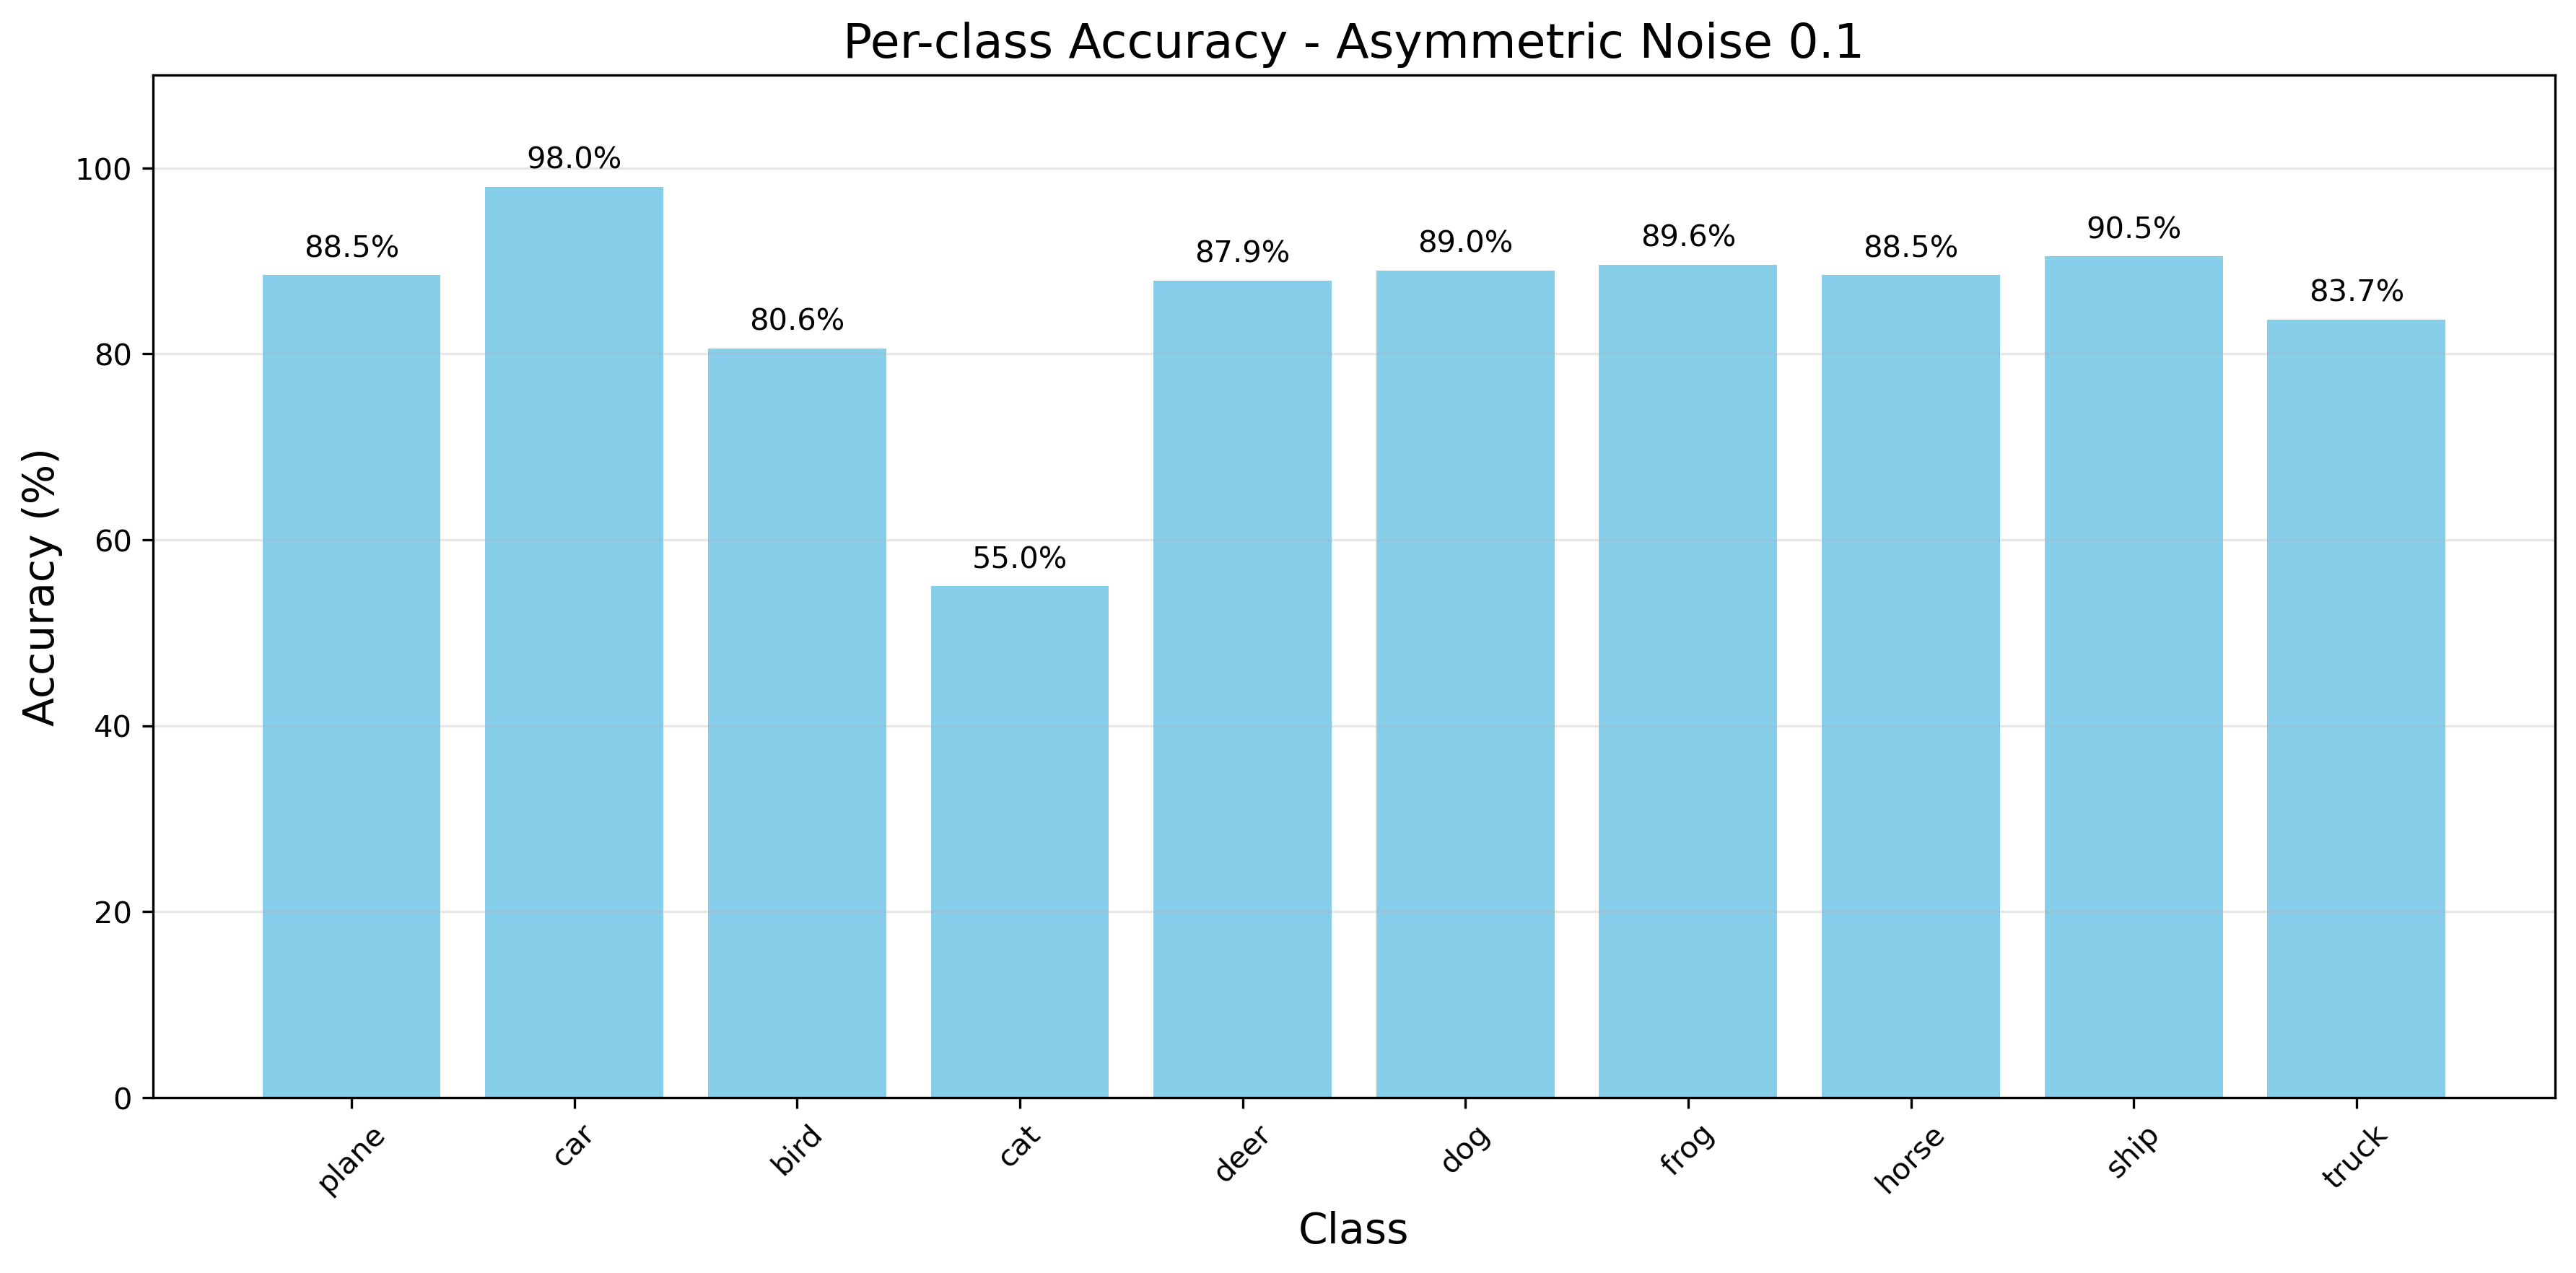 Per-class Accuracy - Asymmetric Noise 0.1
Accuracy (%)
100
80
60
40
20
0
88.5%
98.0%
80.6%
55.0%
87.9%
89.0%
89.6%
88.5%
90.5%
83.7%
plane
car
bird
cat
deer
dog
frog
horse
ship
truck
Class